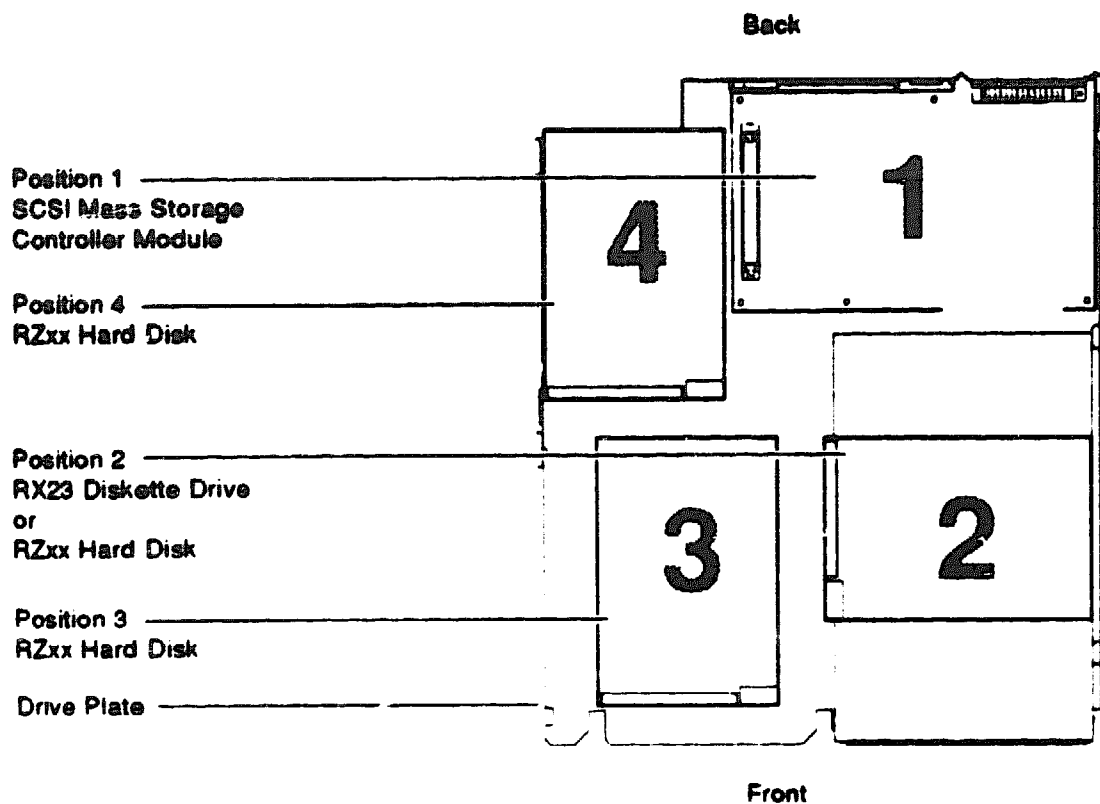 Back
Position 1
SCSI Mass Storage
Controller Module
Position 4
RZxx Hard Disk
Position 2
RX23 Diskette Drive
or
RZxx Hard Disk
Position 3
RZxx Hard Disk
Drive Plate
4
1
3
2
Front